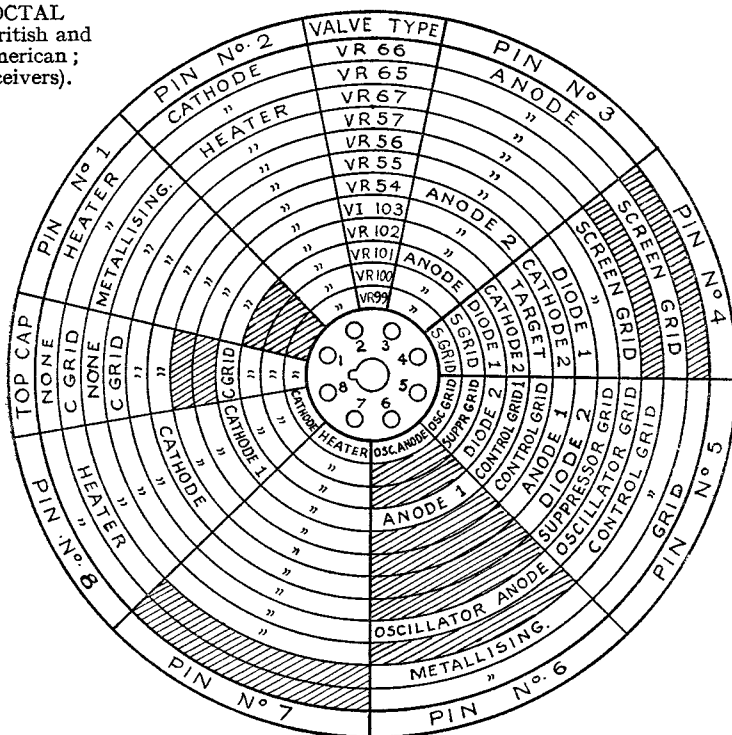 OCTAL
ritish and
merican ;
ceivers).
VALVE TYPE
VR 66
VR 65
VR 67
VR 57
VR 56
VR 55
VR 54
VI 103
VR 102
VR 101
VR 100
VR99
PIN Nº 3
ANODE
"
"
"
"
"
ANODE 2
"
"
ANODE
"
"
PIN Nº 4
SCREEN GRID
SCREEN GRID
"
DIODE 1
CATHODE 2
TARGET
CATHODE 2
DIODE 1
S GRID
S.GRID
PIN Nº 5
GRID
"
CONTROL GRID
OSCILLATOR GRID
SUPPRESSOR GRID
DIODE 2
ANODE 1
CONTROL GRID
CONTROL GRID 1
DIODE 2
SUPPR GRID
OSC GRID
PIN Nº.6
METALLISING.
"
OSCILLATOR ANODE
ANODE 1
OSC. ANODE
PIN Nº 7
"
"
"
"
"
"
"
"
"
HEATER
PIN .Nº.8
HEATER
"
"
"
CATHODE
"
"
CATHODE 1
"
"
CATHODE
TOP CAP
NONE
C GRID
NONE
C GRID
"
"
C GRID
"
"
"
PIN Nº 1
HEATER
"
METALLISING.
"
"
"
"
"
"
PIN Nº.2
CATHODE
"
HEATER
"
"
"
"
"
"
"
"
"
1
2
3
4
5
6
7
8